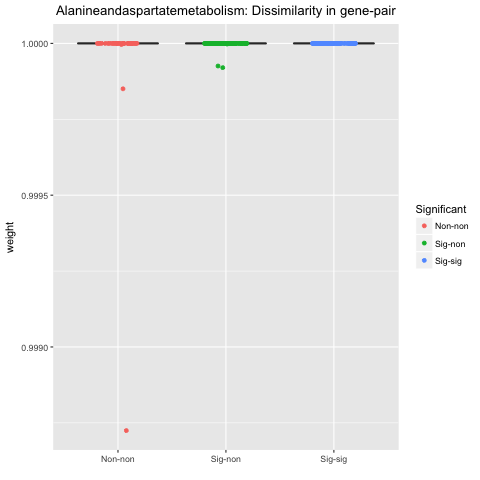 Alanineandaspartatemetabolism: Dissimilarity in gene-pair
1.0000
0.9995
0.9990
weight
Non-non
Sig-non
Sig-sig
Significant
Non-non
Sig-non
Sig-sig